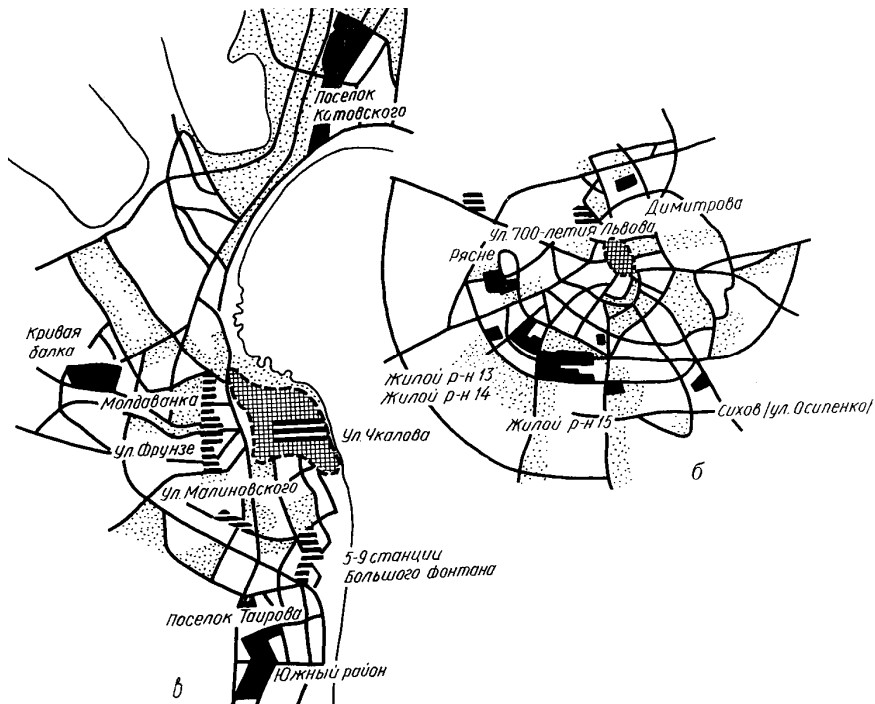 Поселок
Котовского
Димитрова
Ул. 700-летия Львова
Рясне
Кривая
балка
Жилой р-н 13
Жилой р-н 14
Молдаванка
Жилой р-н 15
Сихов /ул. Осипенко/
Ул. Чкалова
ул. Фрунзе
б
Ул. Малиновского
5-9 станции
Большого фонтана
Поселок Таирова
Южный район
в